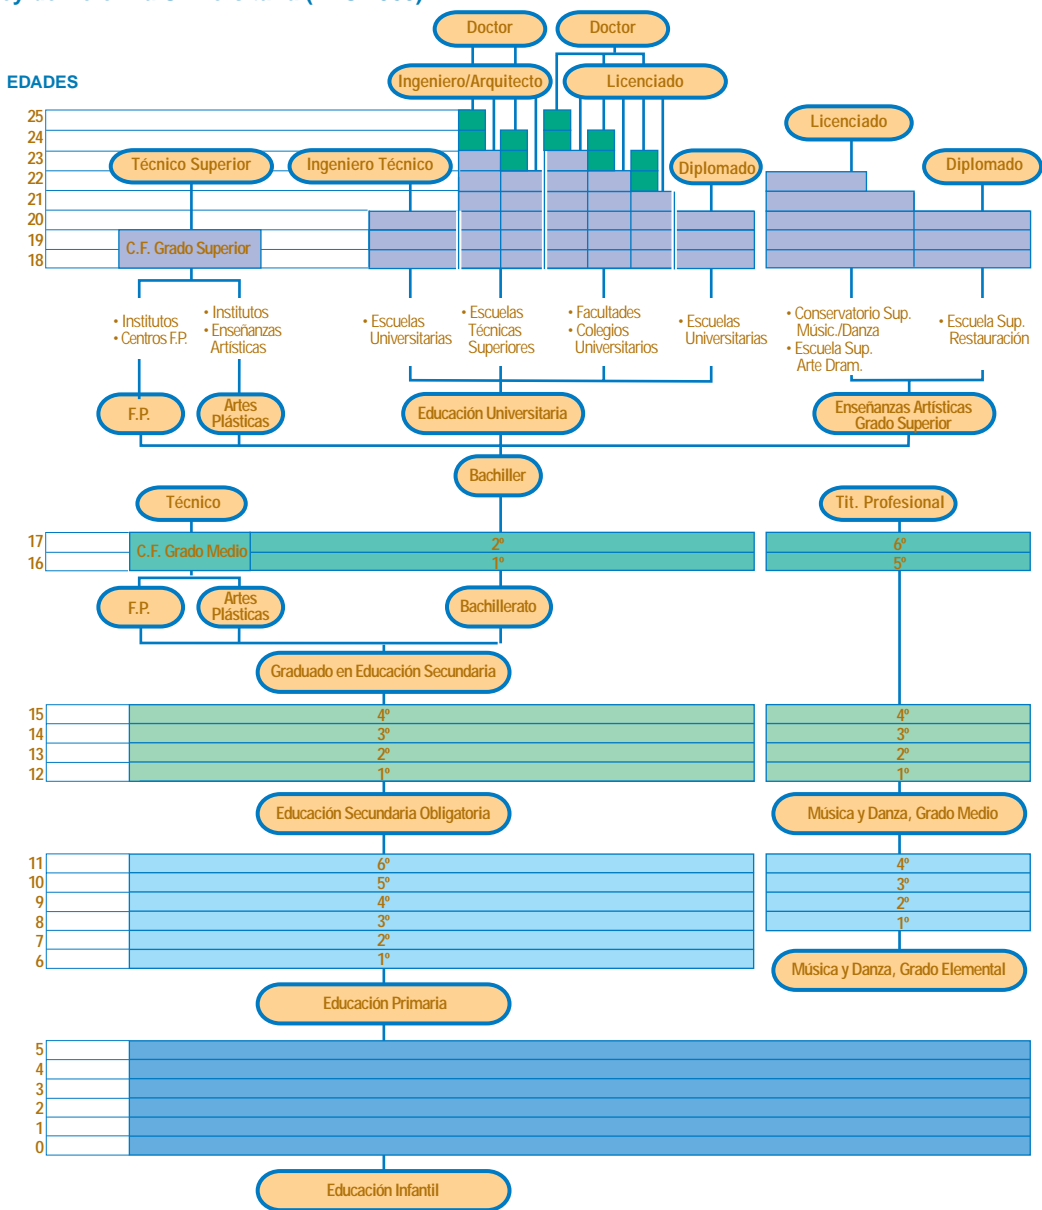 Doctor
Doctor
EDADES
Ingeniero/Arquitecto
Licenciado
25
24
23
22
21
20
19
18
Técnico Superior
Ingeniero Técnico
Diplomado
Licenciado
Diplomado
C.F. Grado Superior
• Institutos
• Centros F.P.
• Institutos
• Enseñanzas
Artísticas
• Escuelas
Universitarias
• Escuelas
Técnicas
Superiores
• Facultades
• Colegios
Universitarios
• Escuelas
Universitarias
• Conservatorio Sup.
Músic./Danza
• Escuela Sup.
Arte Dram.
• Escuela Sup.
Restauración
F.P.
Artes
Plásticas
Educación Universitaria
Enseñanzas Artísticas
Grado Superior
Bachiller
Técnico
Tit. Profesional
17
16
C.F. Grado Medio
2º
1º
6º
5º
F.P.
Artes
Plásticas
Bachillerato
Graduado en Educación Secundaria
15
14
13
12
4º
3º
2º
1º
4º
3º
2º
1º
Educación Secundaria Obligatoria
Música y Danza, Grado Medio
11
10
9
8
7
6
6º
5º
4º
3º
2º
1º
4º
3º
2º
1º
Música y Danza, Grado Elemental
Educación Primaria
5
4
3
2
1
0
Educación Infantil